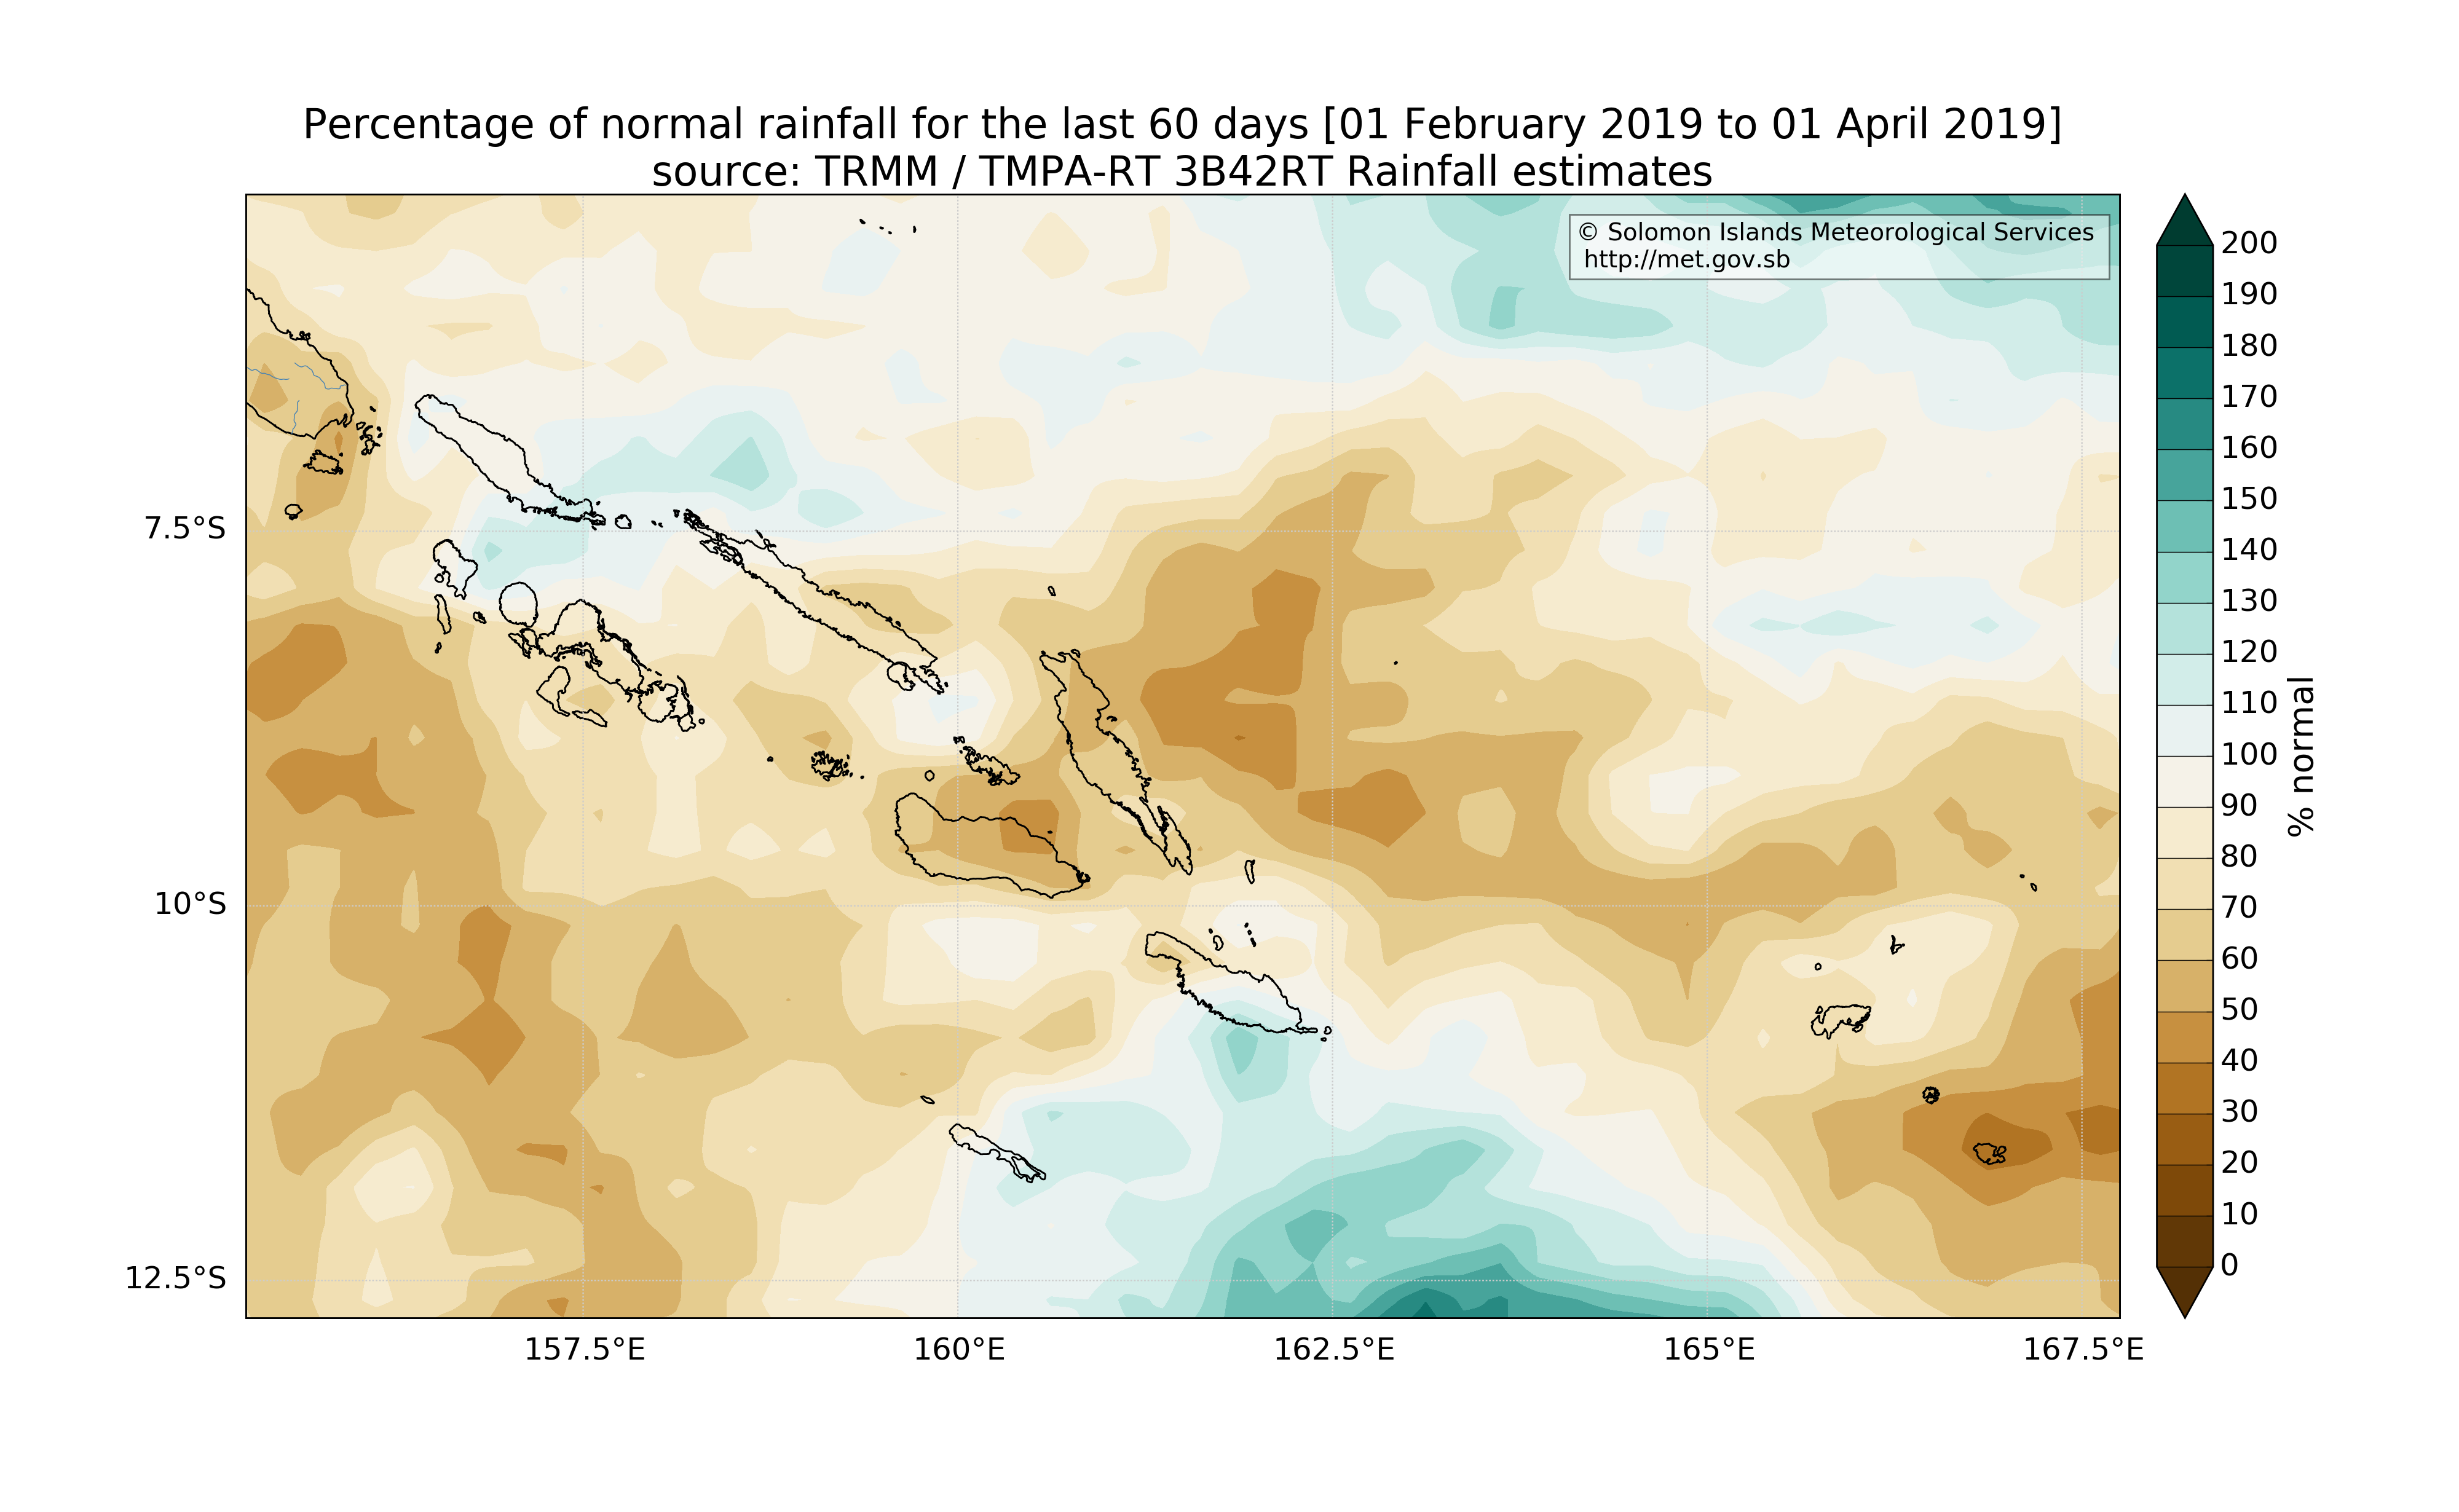 Percentage of normal rainfall for the last 60 days [01 February 2019 to 01 April 2019]
source: TRMM / TMPA-RT 3B42RT Rainfall estimates
© Solomon Islands Meteorological Services
http://met.gov.sb
7.5°S
10°S
12.5°S
157.5°E
160°E
162.5°E
165°E
167.5°E
200
190
180
170
160
150
140
130
120
110
100
90
80
70
60
50
40
30
20
10
0
% normal